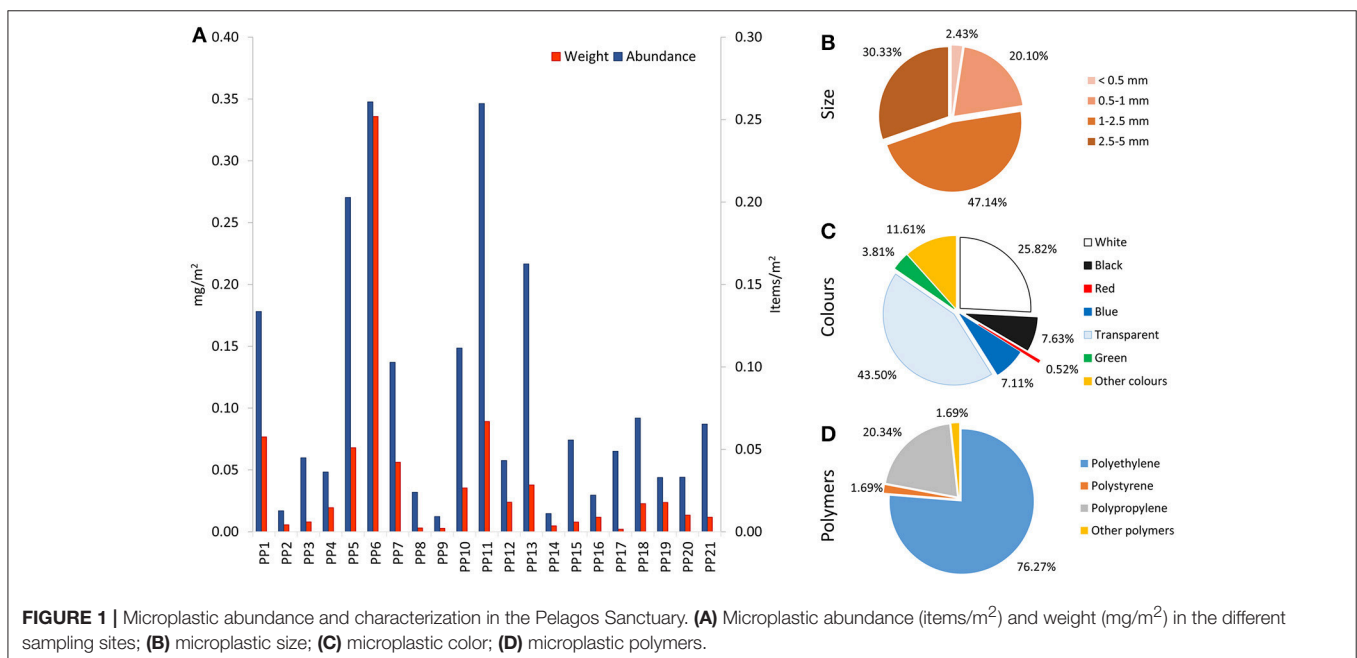 A
0.40
0.35
0.30
0.25
0.20
0.15
0.10
0.05
0.00
mg/m²
Weight
Abundance
0.30
0.25
0.20
0.15
0.10
0.05
0.00
Items/m²
PP1
PP2
PP3
PP4
PP5
PP6
PP7
PP8
PP9
PP10
PP11
PP12
PP13
PP14
PP15
PP16
PP17
PP18
PP19
PP20
PP21
B
Size
2.43%
20.10%
47.14%
30.33%
< 0.5 mm
0.5-1 mm
1-2.5 mm
2.5-5 mm
C
Colours
25.82%
7.63%
0.52%
7.11%
43.50%
3.81%
11.61%
White
Black
Red
Blue
Transparent
Green
Other colours
D
Polymers
1.69%
20.34%
1.69%
76.27%
Polyethylene
Polystyrene
Polypropylene
Other polymers
FIGURE 1 | Microplastic abundance and characterization in the Pelagos Sanctuary. (A) Microplastic abundance (items/m²) and weight (mg/m²) in the different
sampling sites; (B) microplastic size; (C) microplastic color; (D) microplastic polymers.